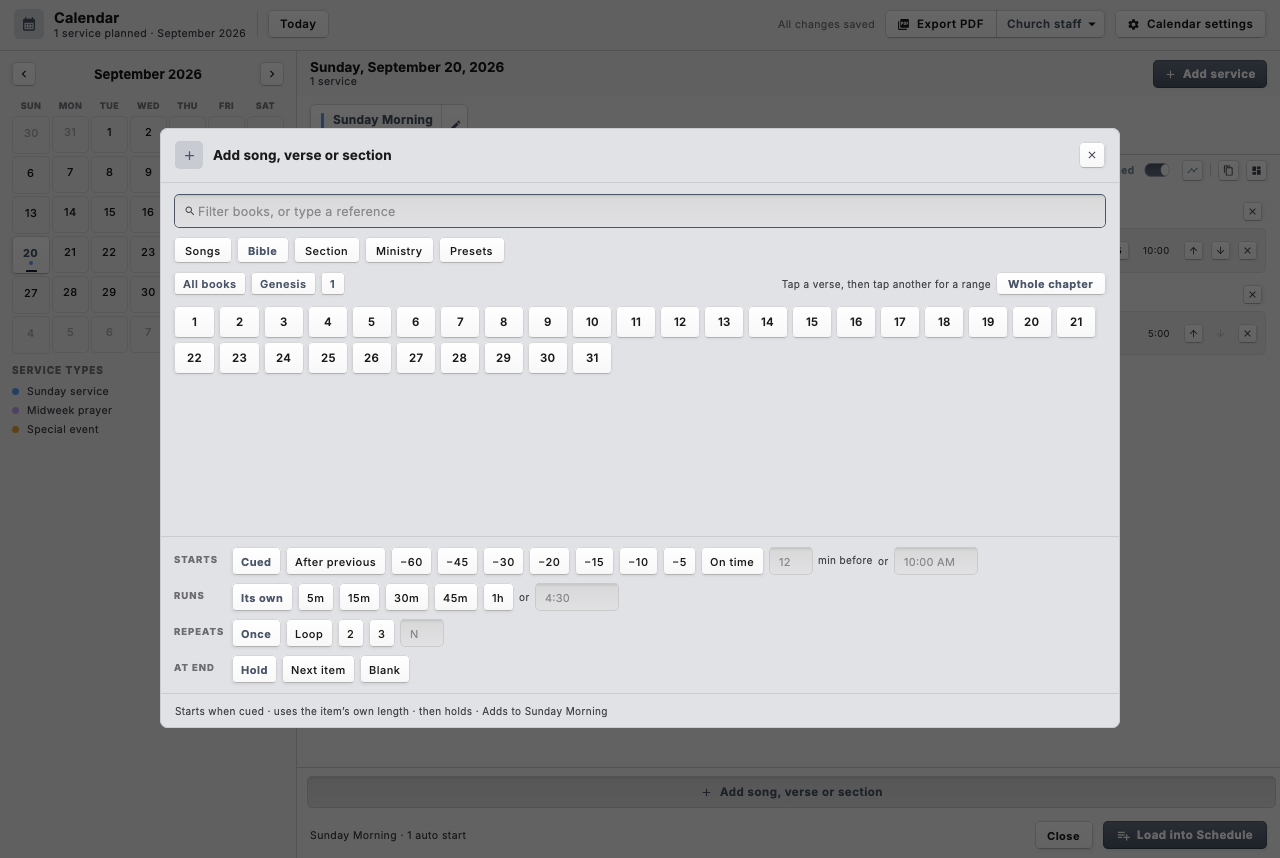 Calendar
1 service planned · September 2026
Today
All changes saved
Export PDF
Church staff
Calendar settings
September 2026
SUN MON TUE WED THU FRI SAT
30 31 1 2
6 7 8 9
13 14 15 16
20 21 22 23
27 28 29 30
4 5 6 7
SERVICE TYPES
Sunday service
Midweek prayer
Special event
Sunday, September 20, 2026
1 service
Add service
Sunday Morning
10:00
5:00
Add song, verse or section
Filter books, or type a reference
Songs Bible Section Ministry Presets
All books Genesis 1
Tap a verse, then tap another for a range
Whole chapter
1 2 3 4 5 6 7 8 9 10 11 12 13 14 15 16 17 18 19 20 21
22 23 24 25 26 27 28 29 30 31
STARTS Cued After previous −60 −45 −30 −20 −15 −10 −5 On time 12 min before or 10:00 AM
RUNS Its own 5m 15m 30m 45m 1h or 4:30
REPEATS Once Loop 2 3 N
AT END Hold Next item Blank
Starts when cued · uses the item's own length · then holds · Adds to Sunday Morning
Add song, verse or section
Sunday Morning · 1 auto start
Close
Load into Schedule